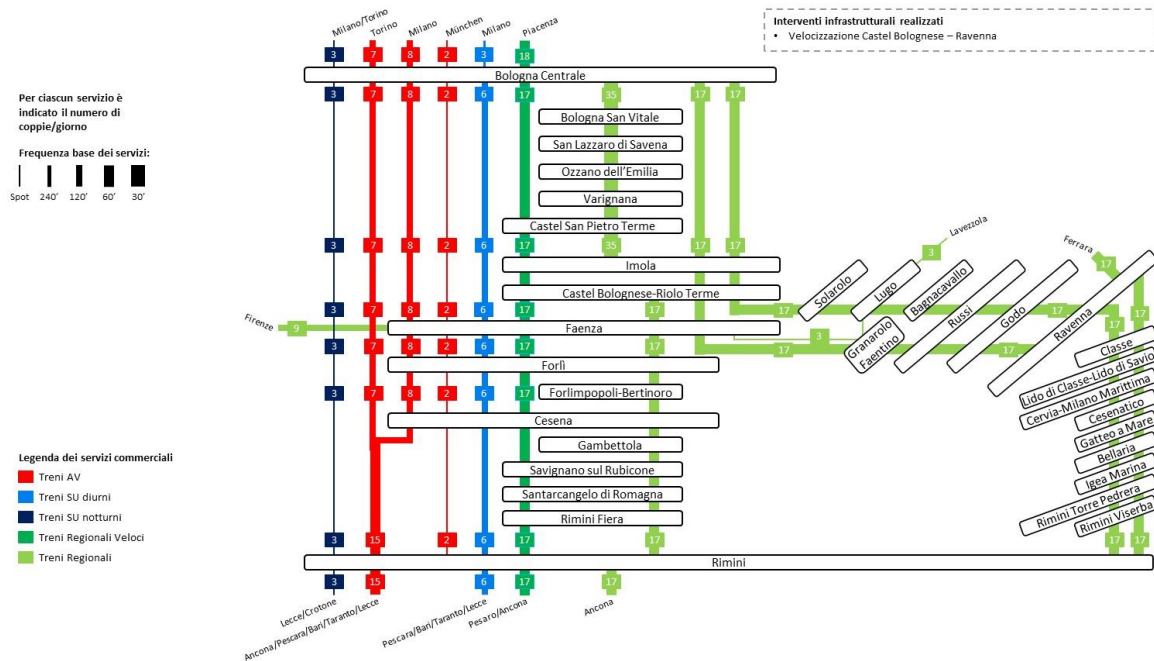 Interventi infrastrutturali realizzati
• Velocizzazione Castel Bolognese – Ravenna
Milano/Torino
Torino
Milano
München
Milano
Piacenza
3 7 8 2 3 18
Bologna Centrale
3 7 8 2 6 17 35 17 17
Per ciascun servizio è
indicato il numero di
coppie/giorno
Frequenza base dei servizi:
Spot 240' 120' 60' 30'
Bologna San Vitale
San Lazzaro di Savena
Ozzano dell'Emilia
Varignana
Castel San Pietro Terme
3 7 8 2 6 17 35 17 17
Lavezzola
3
Ferrara
17
Imola
Castel Bolognese-Riolo Terme
Solarolo
Lugo
Bagnacavallo
Russi
Godo
Ravenna
3 7 8 2 6 17 17 17 17 17
17
Firenze
9
Faenza
3
Granarolo
Faentino
3 7 8 2 6 17 17 17 17
Forlì
Classe
Lido di Classe-Lido di Savio
Cervia-Milano Marittima
Cesenatico
Gatteo a Mare
Bellaria
Igea Marina
Rimini Torre Pedrera
Rimini Viserba
3 7 8 2 6 17 17
Forlimpopoli-Bertinoro
Cesena
Gambettola
Savignano sul Rubicone
Santarcangelo di Romagna
Rimini Fiera
Legenda dei servizi commerciali
Treni AV
Treni SU diurni
Treni SU notturni
Treni Regionali Veloci
Treni Regionali
3 15 2 6 17 17 17 17
Rimini
3 15 6 17 17
Lecce/Crotone
Ancona/Pescara/Bari/Taranto/Lecce
Pescara/Bari/Taranto/Lecce
Pesaro/Ancona
Ancona